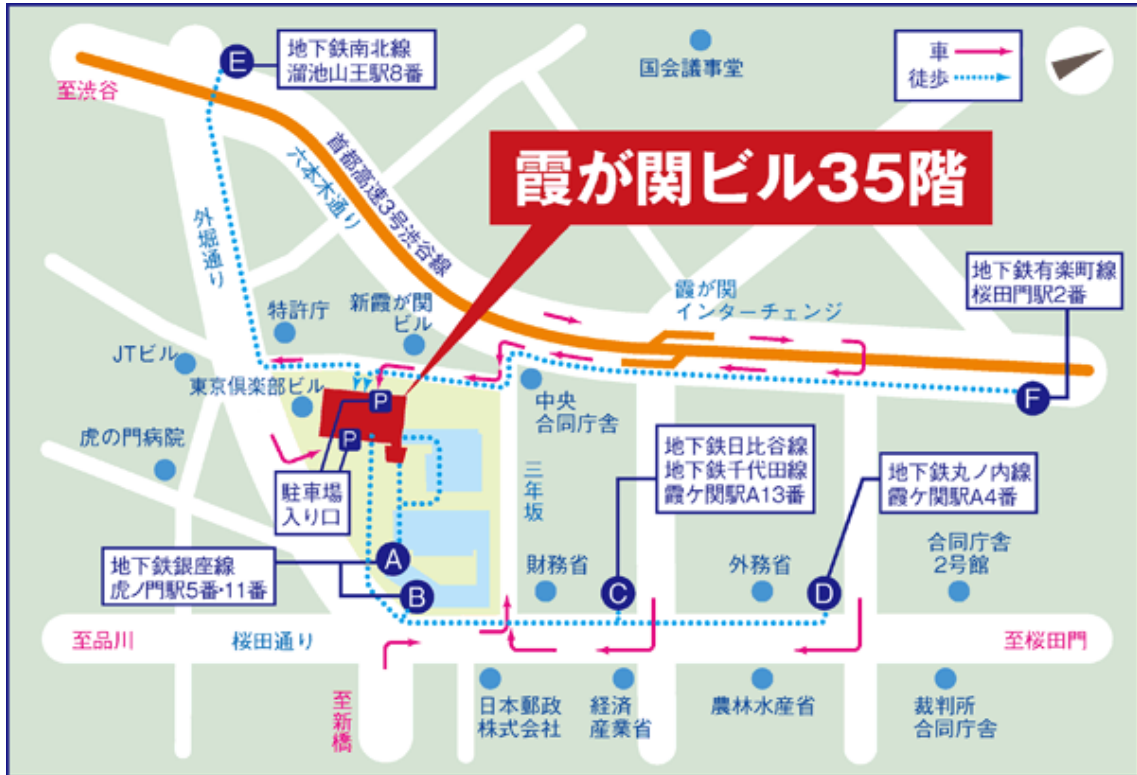 地下鉄南北線
溜池山王駅8番
E
国会議事堂
車
徒歩
至渋谷
霞が関ビル35階
首都高速3号渋谷線
六本木通り
外堀通り
地下鉄有楽町線
桜田門駅2番
霞が関
インターチェンジ
特許庁
新霞が関
ビル
JTビル
東京倶楽部ビル
P
中央
合同庁舎
F
虎の門病院
P
地下鉄日比谷線
地下鉄千代田線
霞ケ関駅A13番
地下鉄丸ノ内線
霞ケ関駅A4番
三年坂
駐車場
入り口
合同庁舎
2号館
地下鉄銀座線
虎ノ門駅5番・11番
A
B
財務省
C
外務省
D
至品川
桜田通り
至桜田門
至新橋
日本郵政
株式会社
経済
産業省
農林水産省
裁判所
合同庁舎